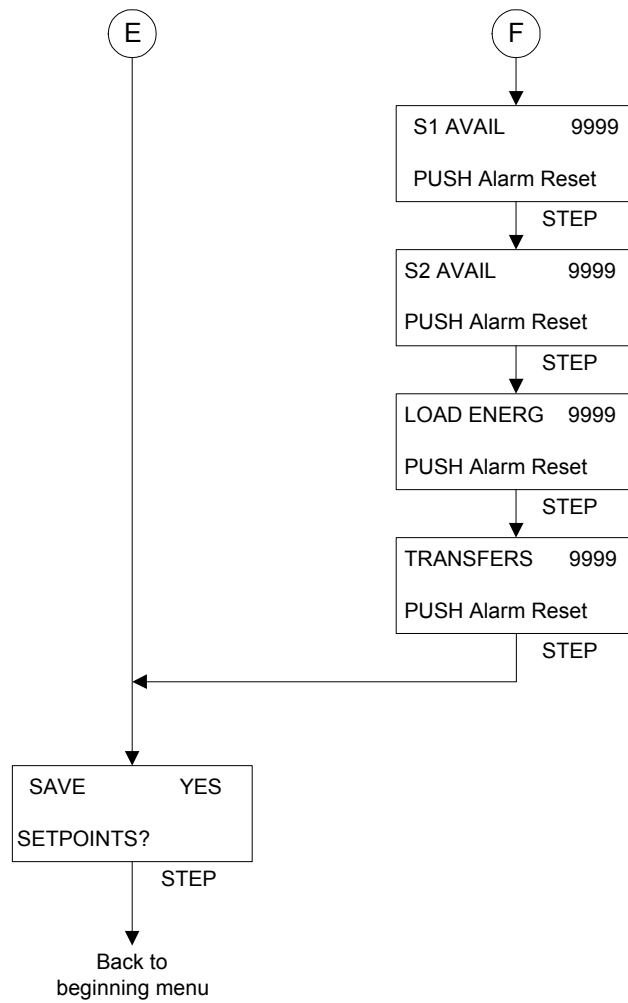 E
F
S1 AVAIL 9999
PUSH Alarm Reset
STEP
S2 AVAIL 9999
PUSH Alarm Reset
STEP
LOAD ENERG 9999
PUSH Alarm Reset
STEP
TRANSFERS 9999
PUSH Alarm Reset
STEP
SAVE YES
SETPOINTS?
STEP
Back to
beginning menu